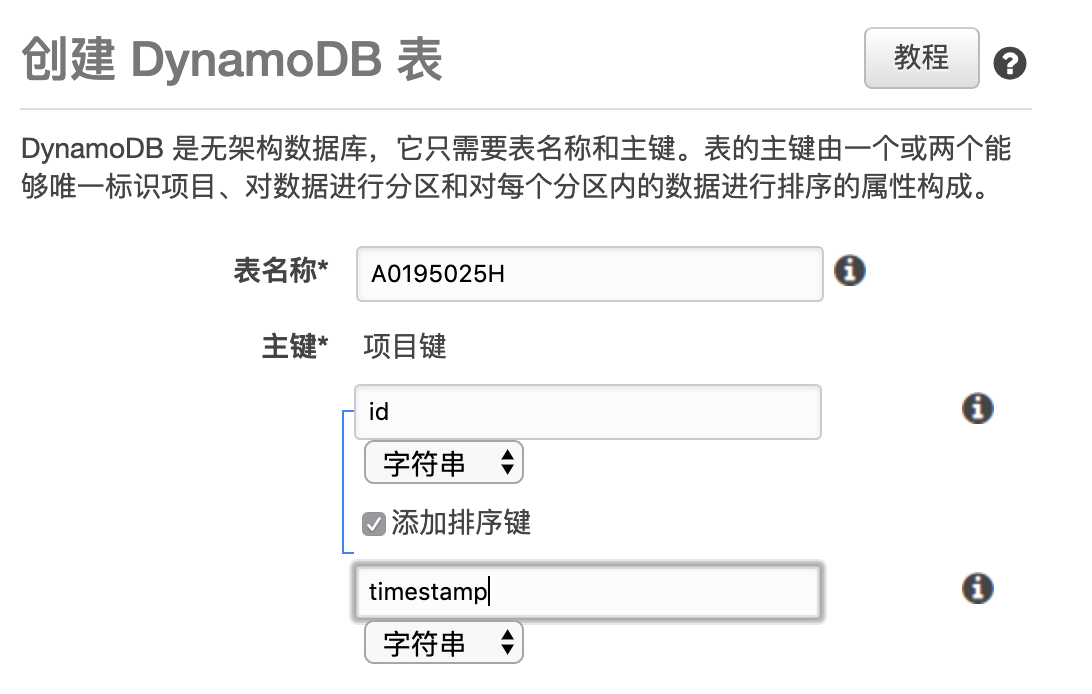 创建 DynamoDB 表
教程
DynamoDB 是无架构数据库，它只需要表名称和主键。表的主键由一个或两个能
够唯一标识项目、对数据进行分区和对每个分区内的数据进行排序的属性构成。
表名称* A0195025H
主键* 项目键
id
字符串
添加排序键
timestamp
字符串